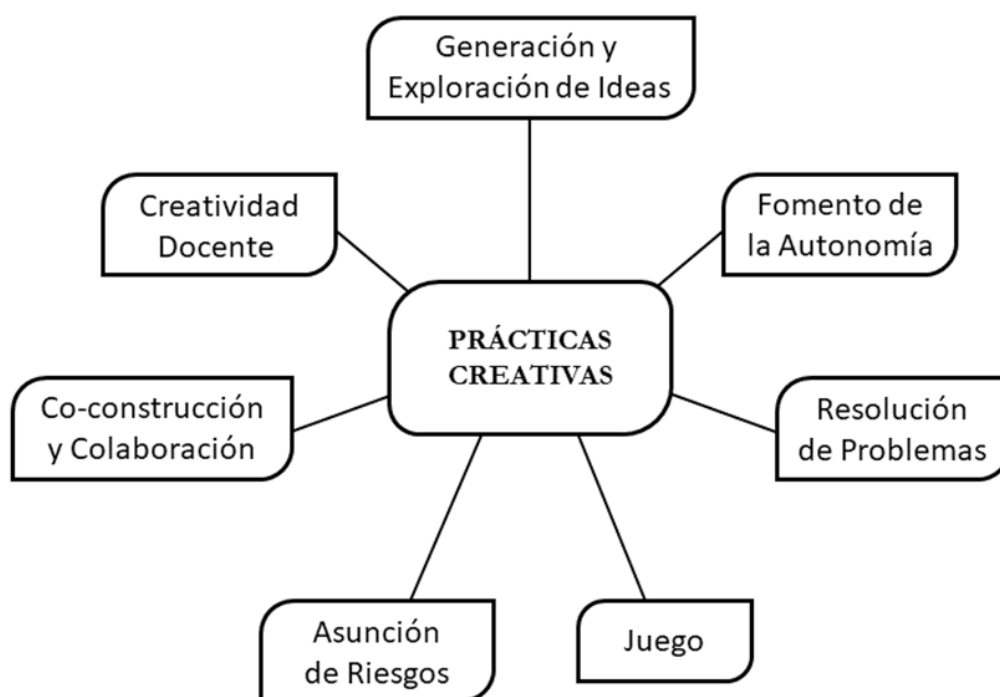 Generación y
Exploración de Ideas
Creatividad
Docente
Fomento de
la Autonomía
PRÁCTICAS
CREATIVAS
Co-construcción
y Colaboración
Resolución
de Problemas
Asunción
de Riesgos
Juego